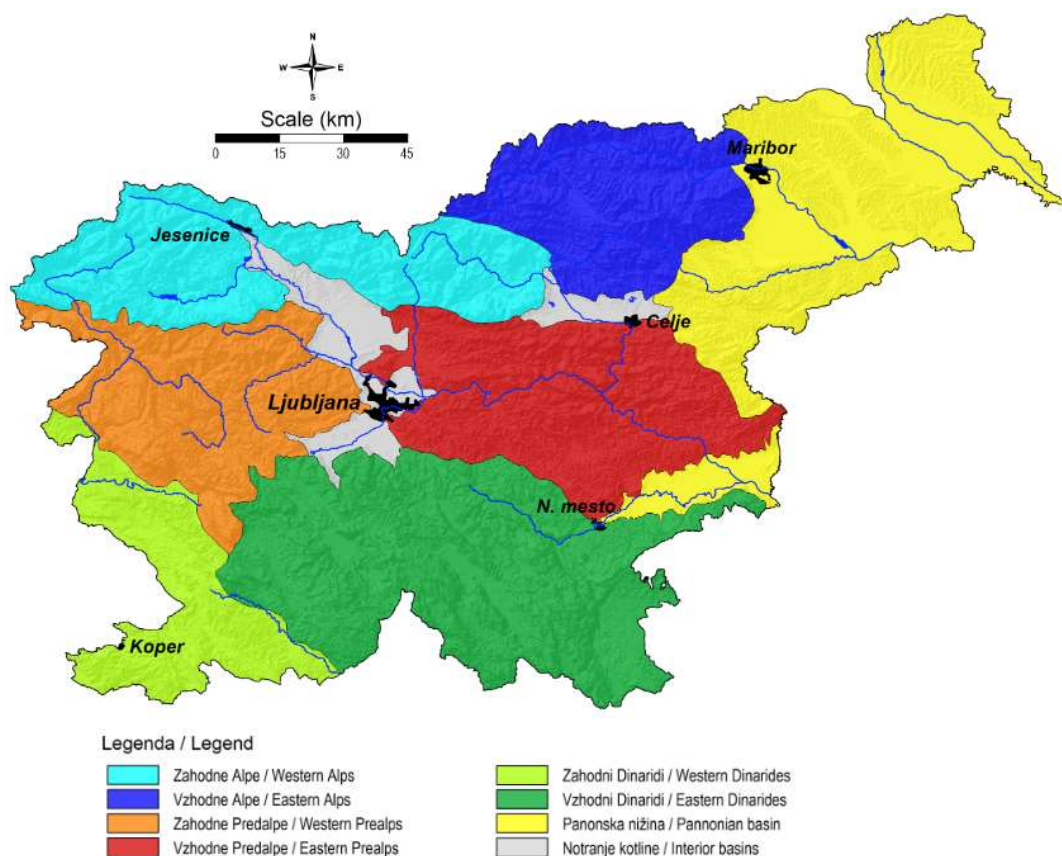 N
W E
S
Scale (km)
0 15 30 45
Maribor
Jesenice
Celje
Ljubljana
N. mesto
Koper
Legenda / Legend
Zahodne Alpe / Western Alps
Vzhodne Alpe / Eastern Alps
Zahodne Predalpe / Western Prealps
Vzhodne Predalpe / Eastern Prealps
Zahodni Dinaridi / Western Dinarides
Vzhodni Dinaridi / Eastern Dinarides
Panonska nižina / Pannonian basin
Notranje kotline / Interior basins